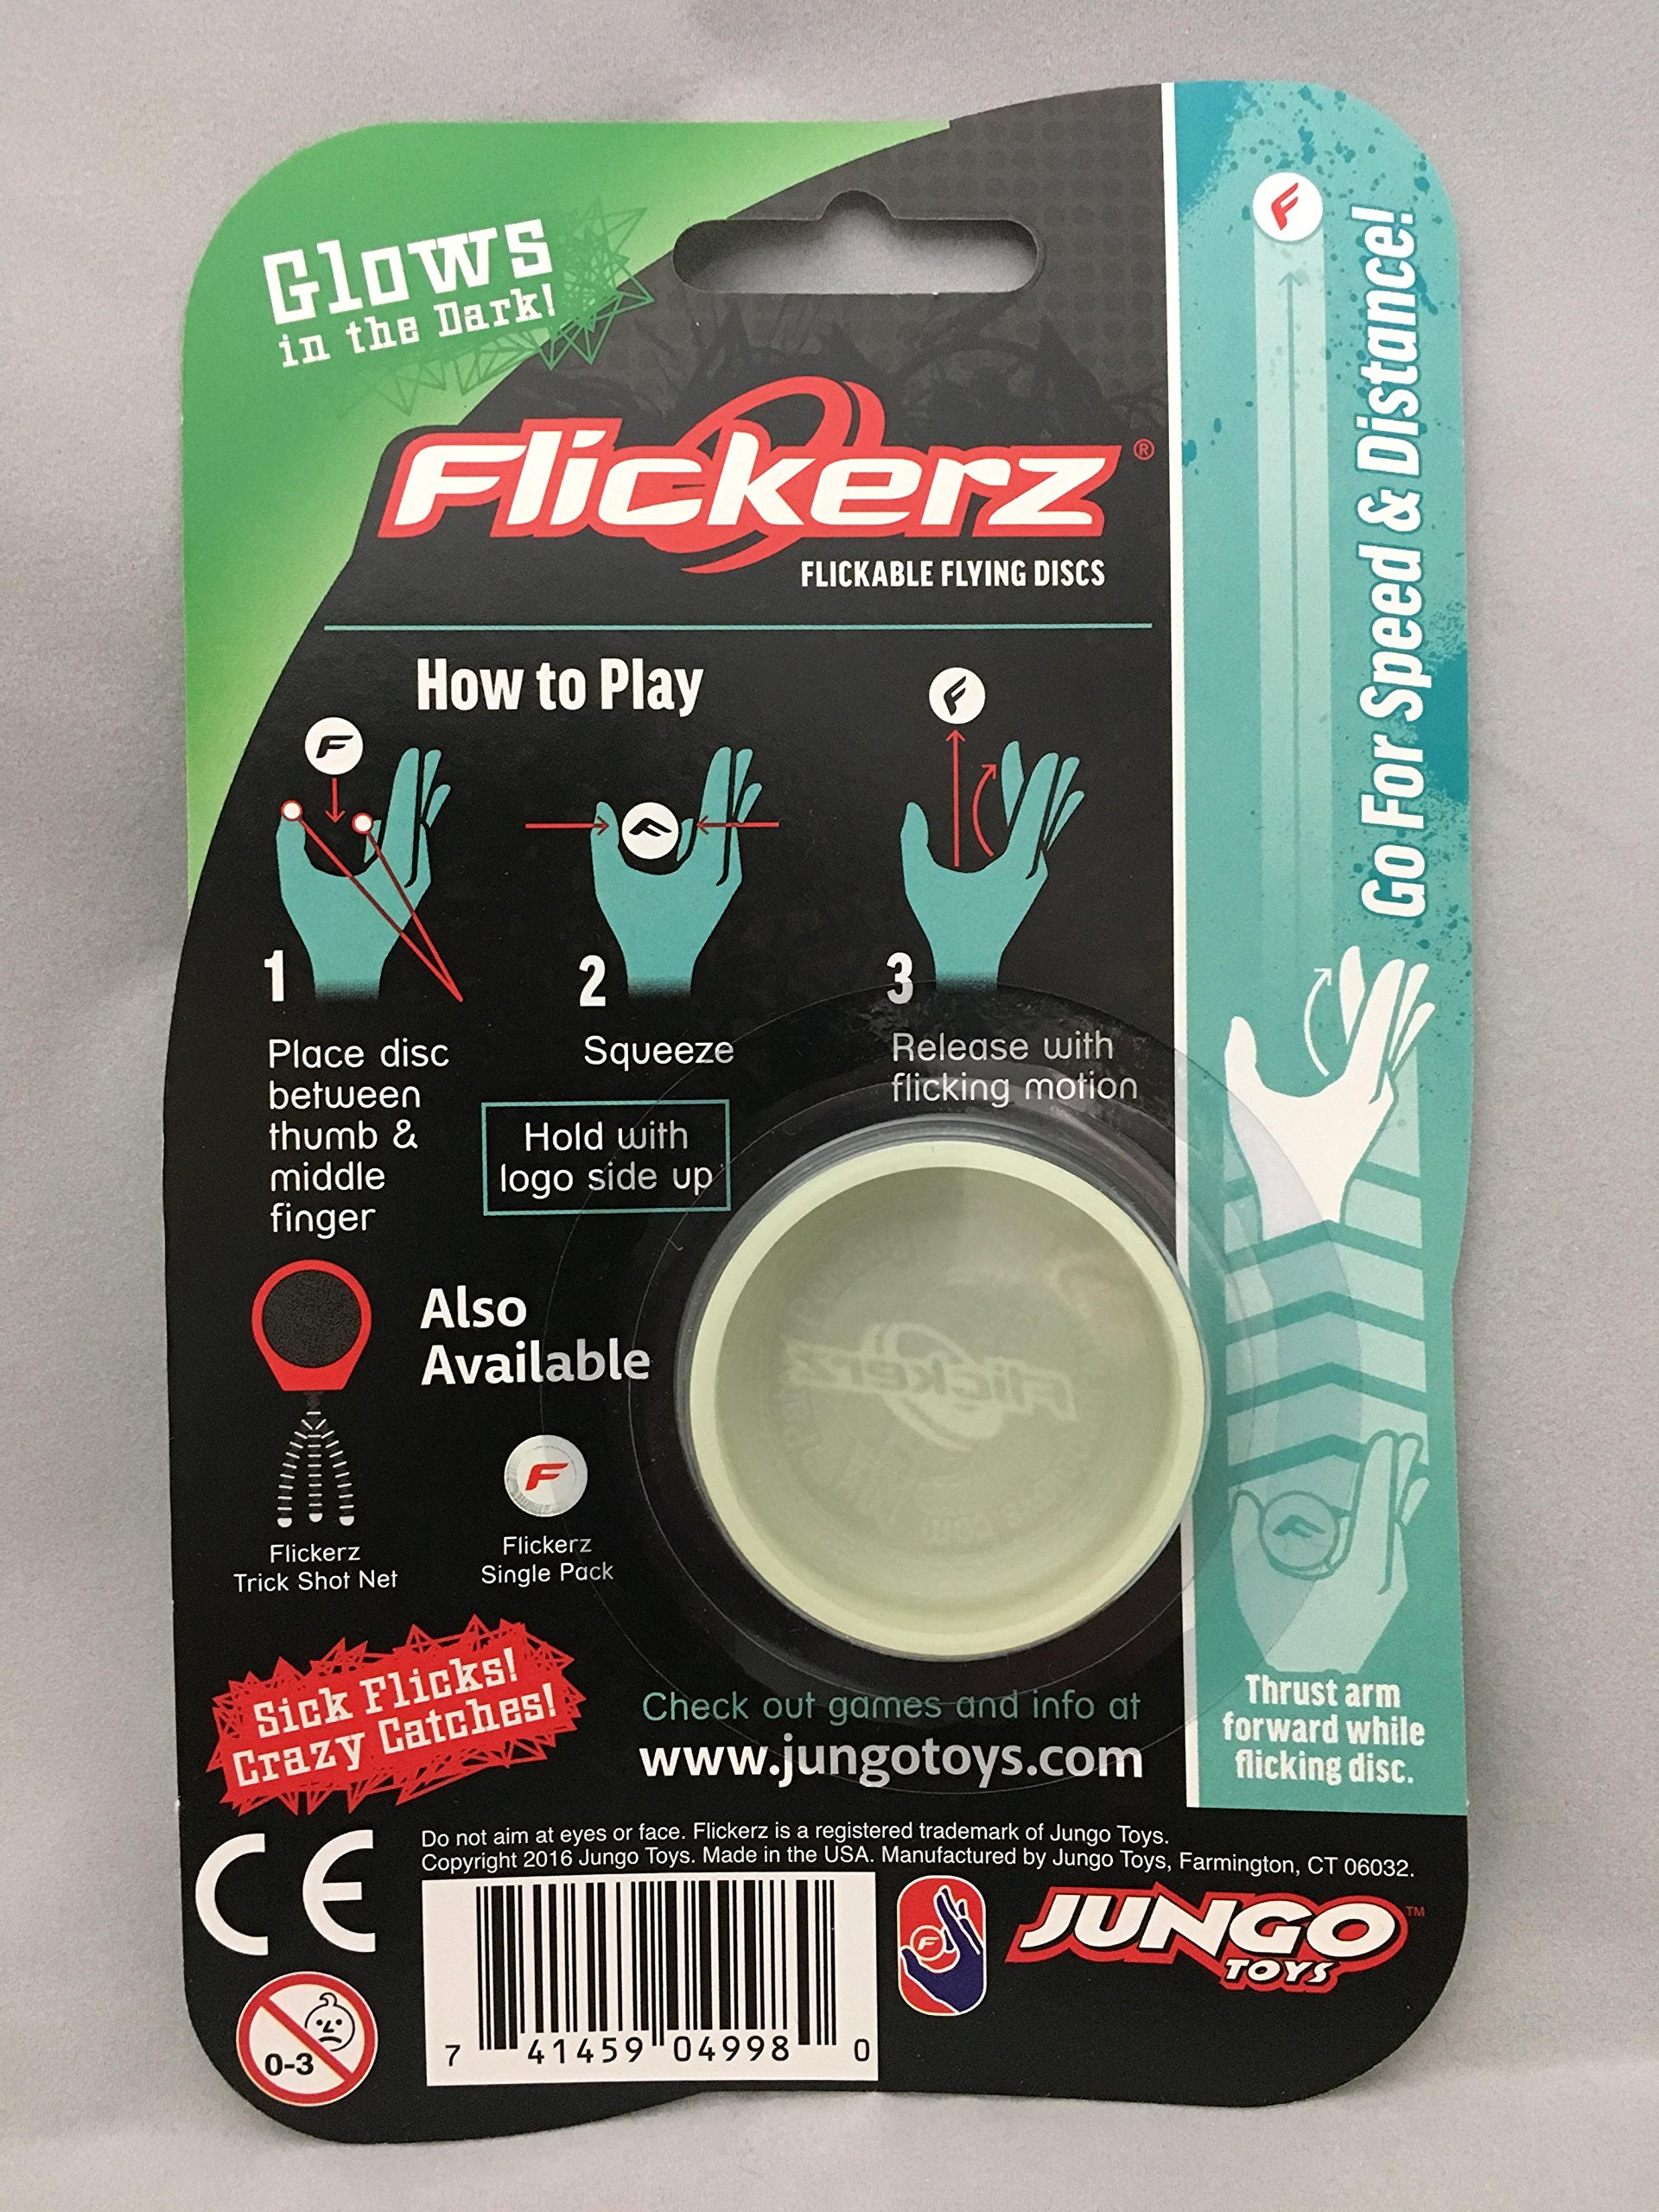 Glows
in the Dark!
Flickerz®
FLICKABLE FLYING DISCS
How to Play
F
F
F
1
2
3
Place disc
between
thumb &
middle
finger
Squeeze
Hold with
logo side up
Release with
flicking motion
Also
Available
Flickerz
F
Flickerz
Trick Shot Net
Flickerz
Single Pack
Sick Flicks!
Crazy Catches!
Check out games and info at
www.jungotoys.com
F
Go For Speed & Distance!
F
Thrust arm
forward while
flicking disc.
CE
Do not aim at eyes or face. Flickerz is a registered trademark of Jungo Toys.
Copyright 2016 Jungo Toys. Made in the USA. Manufactured by Jungo Toys, Farmington, CT 06032.
0-3
7 41459 04998 0
F
JUNGO™
TOYS